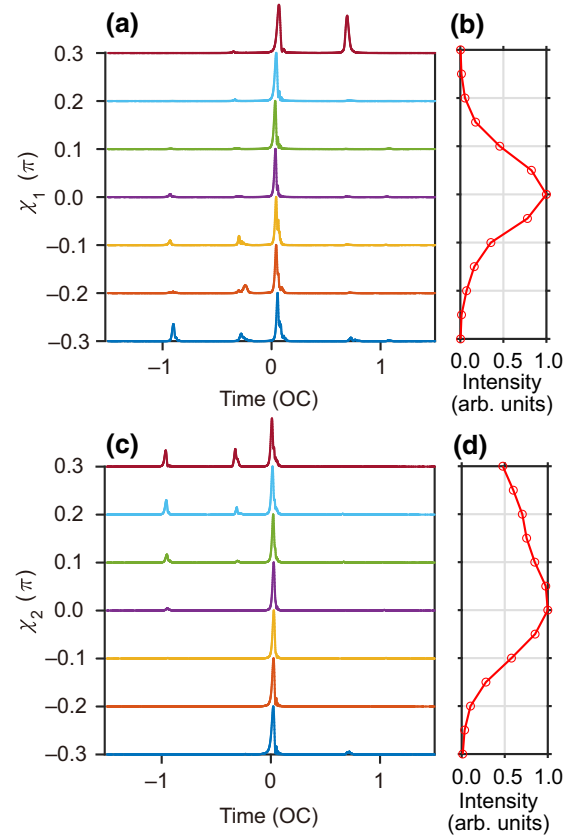 (a)
(b)
0.3
0.2
0.1
0.0
−0.1
−0.2
−0.3
χ1 (π)
−1
0
1
Time (OC)
0.0
0.5
1.0
Intensity
(arb. units)
(c)
(d)
0.3
0.2
0.1
0.0
−0.1
−0.2
−0.3
χ2 (π)
−1
0
1
Time (OC)
0.0
0.5
1.0
Intensity
(arb. units)